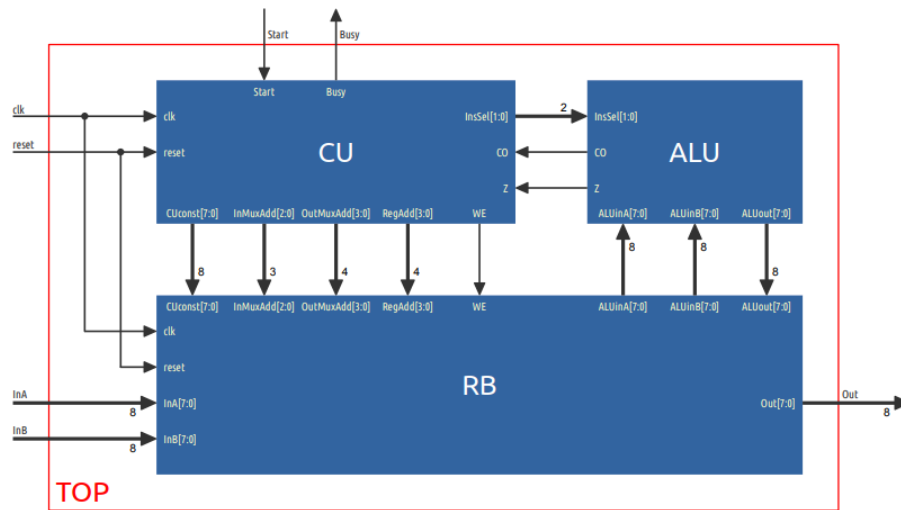 Start Busy
Start Busy
clk clk InsSel[1:0] 2 InsSel[1:0]
reset reset CU CO CO ALU
Z Z
CUconst[7:0] InMuxAdd[2:0] OutMuxAdd[3:0] RegAdd[3:0] WE ALUinA[7:0] ALUinB[7:0] ALUout[7:0]
8 3 4 4 8 8 8
CUconst[7:0] InMuxAdd[2:0] OutMuxAdd[3:0] RegAdd[3:0] WE ALUinA[7:0] ALUinB[7:0] ALUout[7:0]
clk
reset
RB
InA 8 InA[7:0] Out[7:0] Out 8
InB 8 InB[7:0]
TOP